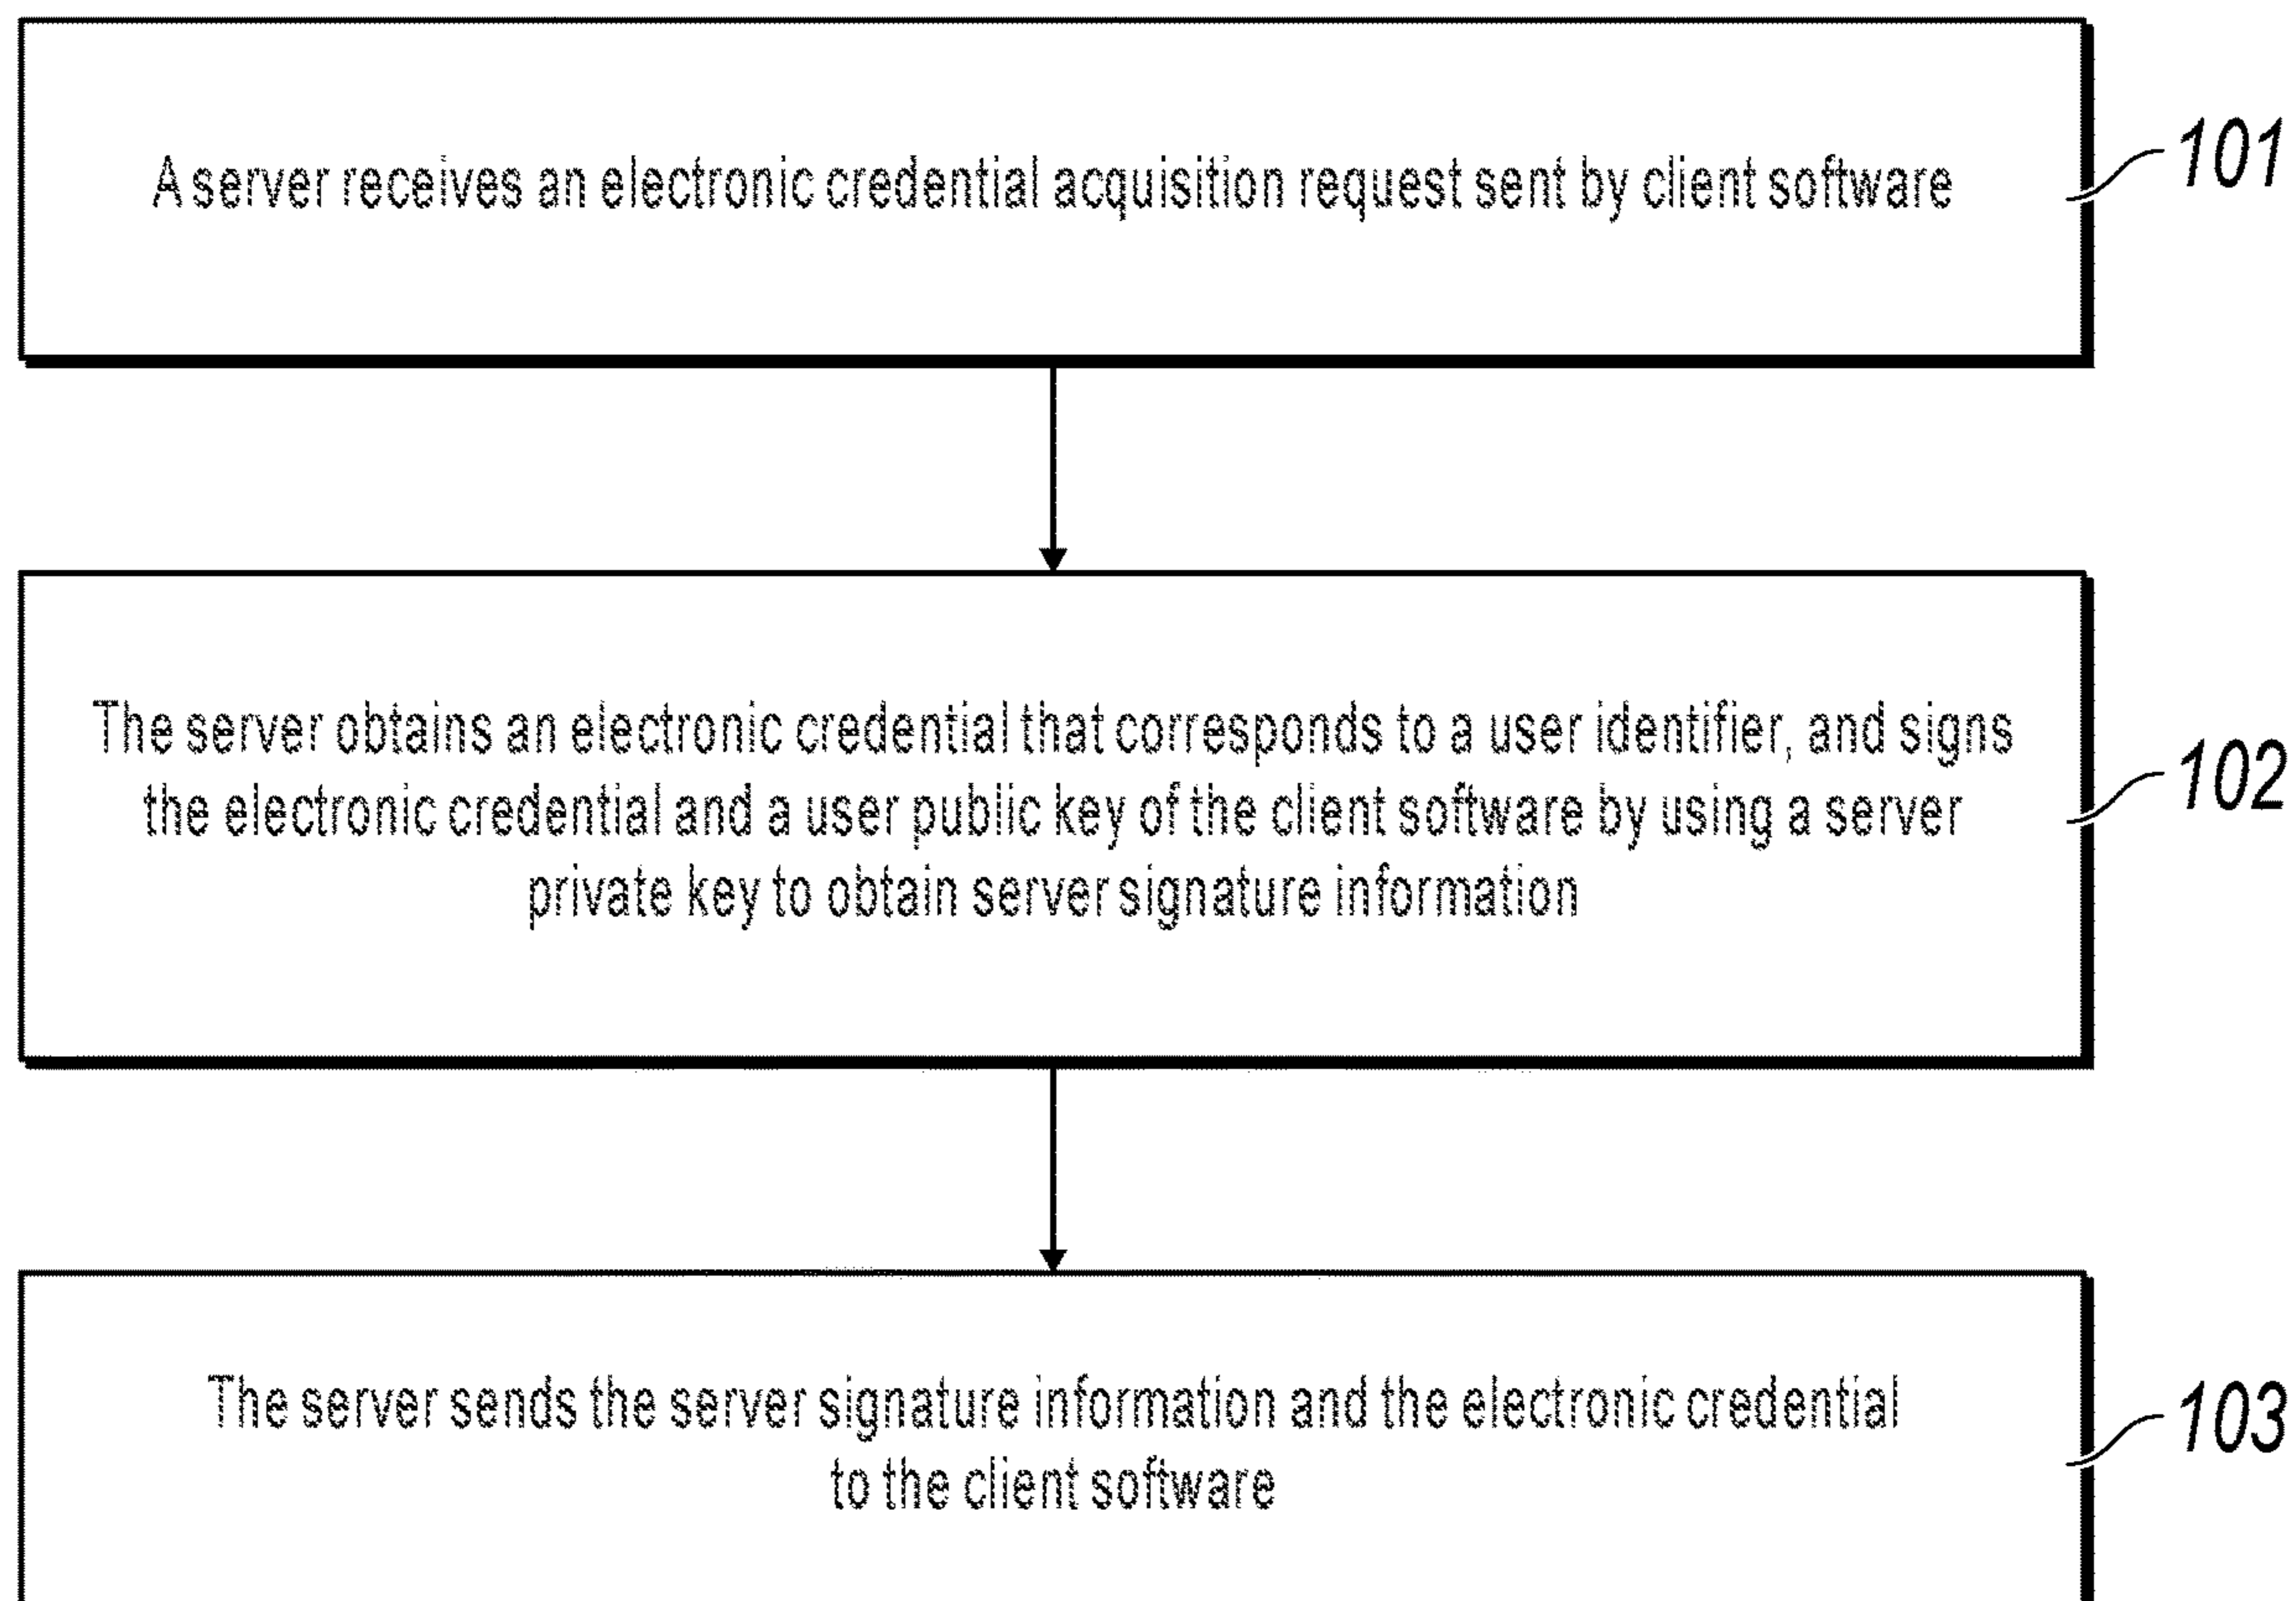 A server receives an electronic credential acquisition request sent by client software
101
The server obtains an electronic credential that corresponds to a user identifier, and signs
the electronic credential and a user public key of the client software by using a server
private key to obtain server signature information
102
The server sends the server signature information and the electronic credential
to the client software
103